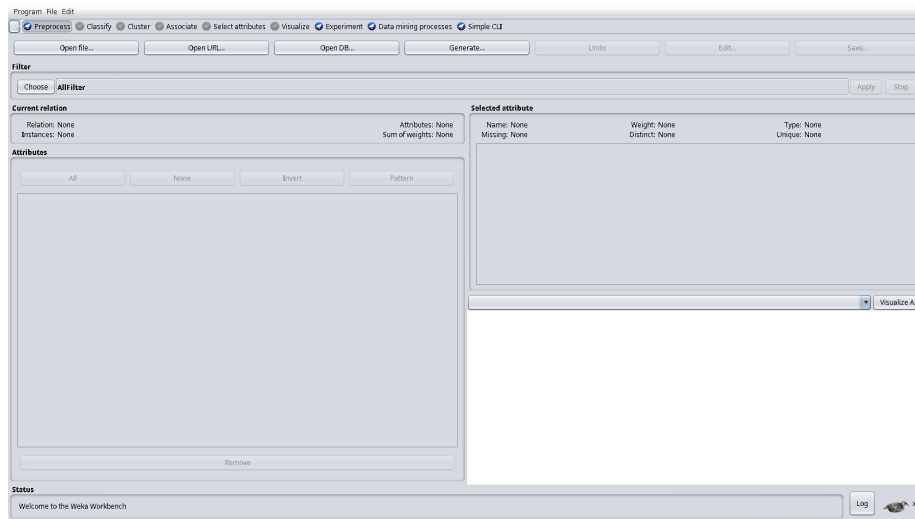 Program File Edit
Preprocess Classify Cluster Associate Select attributes Visualize Experiment Data mining processes Simple CLI
Open file... Open URL... Open DB... Generate... Undo Edit... Save...
Filter
Choose AllFilter Apply Stop
Current relation
Relation: None Attributes: None
Instances: None Sum of weights: None
Attributes
All None Invert Pattern
Remove
Selected attribute
Name: None Weight: None Type: None
Missing: None Distinct: None Unique: None
Visualize A
Status
Welcome to the Weka Workbench
Log